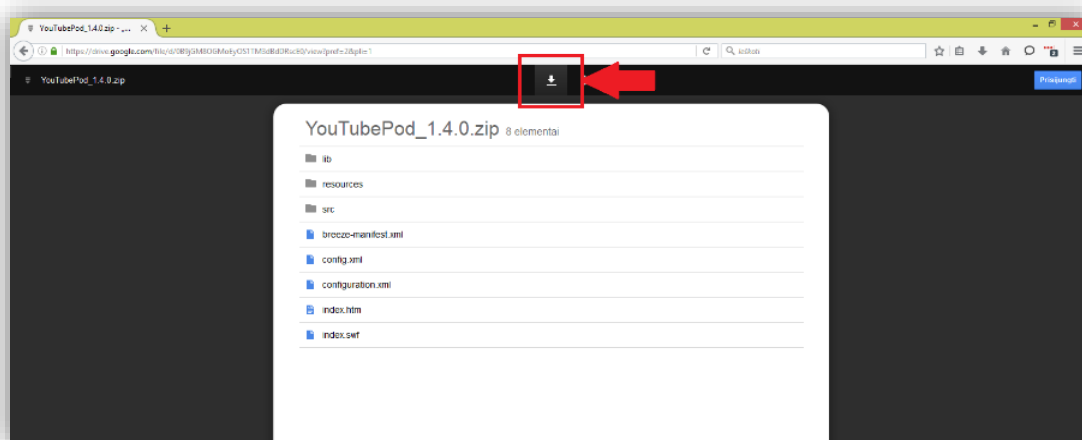 YouTubePod_1.4.0.zip - „...
ieškoti
YouTubePod_1.4.0.zip
Prisijungti
YouTubePod_1.4.0.zip 8 elementai
lib
resources
src
breeze-manifest.xml
config.xml
configuration.xml
index.htm
index.swf